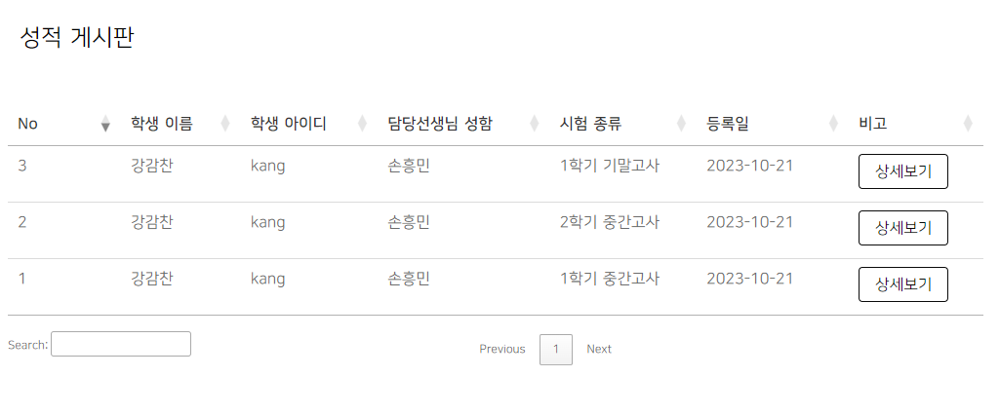 성적 게시판
No 학생 이름 학생 아이디 담당선생님 성함 시험 종류 등록일 비고
3 강감찬 kang 손흥민 1학기 기말고사 2023-10-21 상세보기
2 강감찬 kang 손흥민 2학기 중간고사 2023-10-21 상세보기
1 강감찬 kang 손흥민 1학기 중간고사 2023-10-21 상세보기
Search: Previous 1 Next